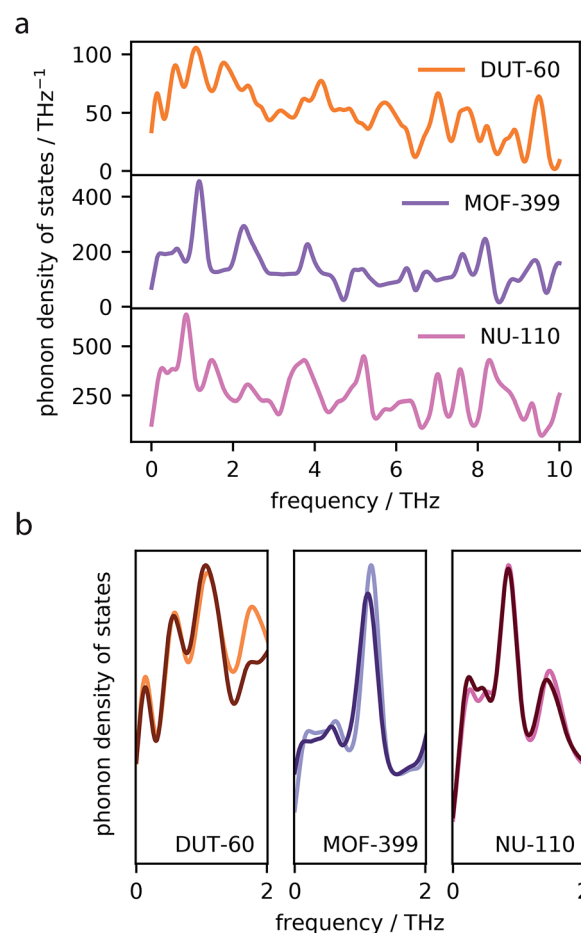 a
phonon density of states / THz⁻¹
100
50
0
DUT-60
400
200
0
MOF-399
500
250
NU-110
0 2 4 6 8 10
frequency / THz
b
phonon density of states
DUT-60 MOF-399 NU-110
0 2 0 2 0 2
frequency / THz